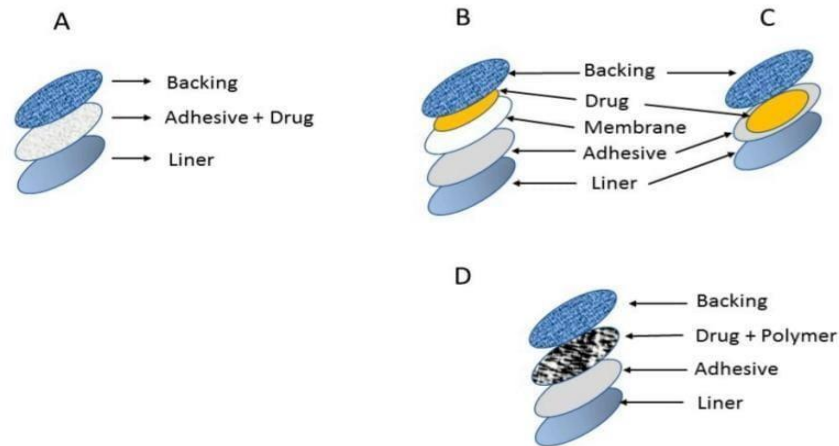 A
Backing
Adhesive + Drug
Liner
B
C
Backing
Drug
Membrane
Adhesive
Liner
D
Backing
Drug + Polymer
Adhesive
Liner